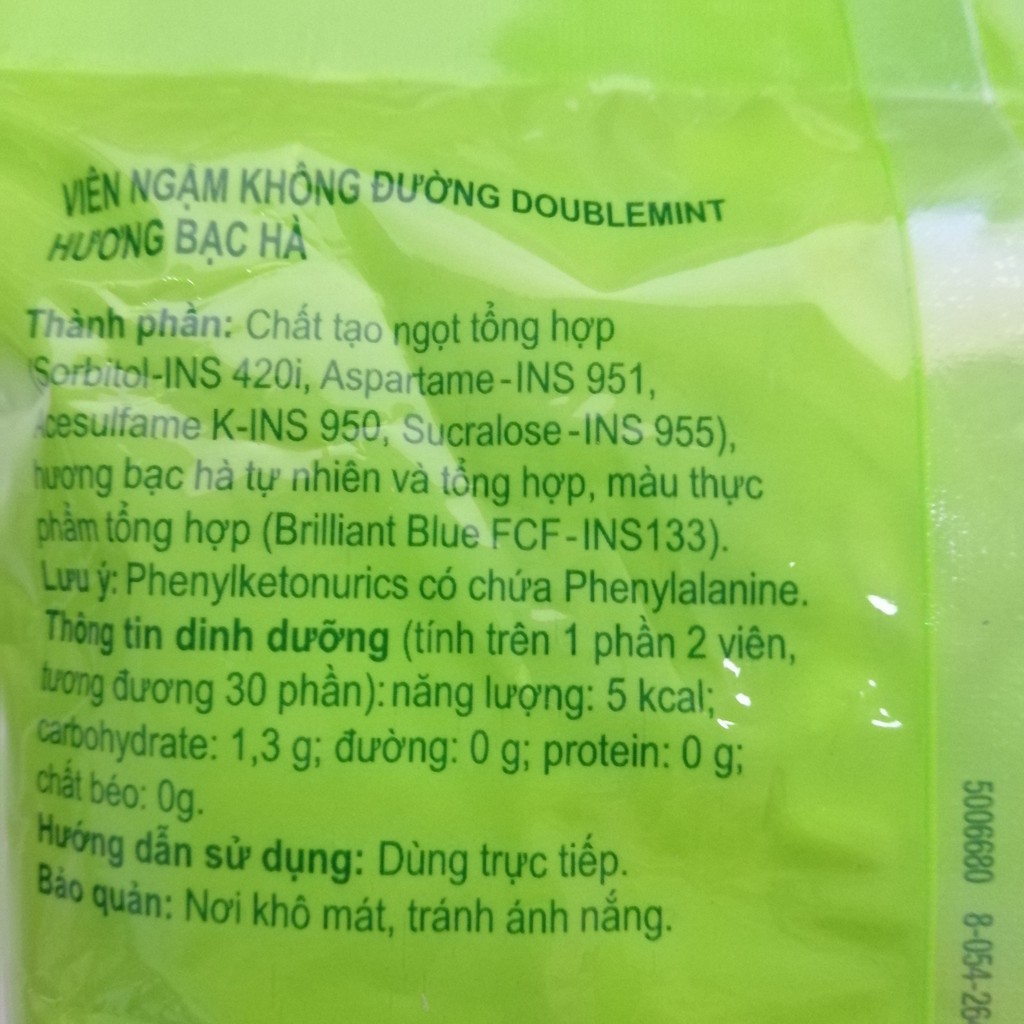 VIÊN NGẬM KHÔNG ĐƯỜNG DOUBLEMINT
HƯƠNG BẠC HÀ
Thành phần: Chất tạo ngọt tổng hợp
(Sorbitol-INS 420i, Aspartame-INS 951,
Acesulfame K-INS 950, Sucralose-INS 955),
hương bạc hà tự nhiên và tổng hợp, màu thực
phẩm tổng hợp (Brilliant Blue FCF-INS133).
Lưu ý: Phenylketonurics có chứa Phenylalanine.
Thông tin dinh dưỡng (tính trên 1 phần 2 viên,
tương đương 30 phần): năng lượng: 5 kcal;
carbohydrate: 1,3 g; đường: 0 g; protein: 0 g;
chất béo: 0g.
Hướng dẫn sử dụng: Dùng trực tiếp.
Bảo quản: Nơi khô mát, tránh ánh nắng.
5006680 8-054-26